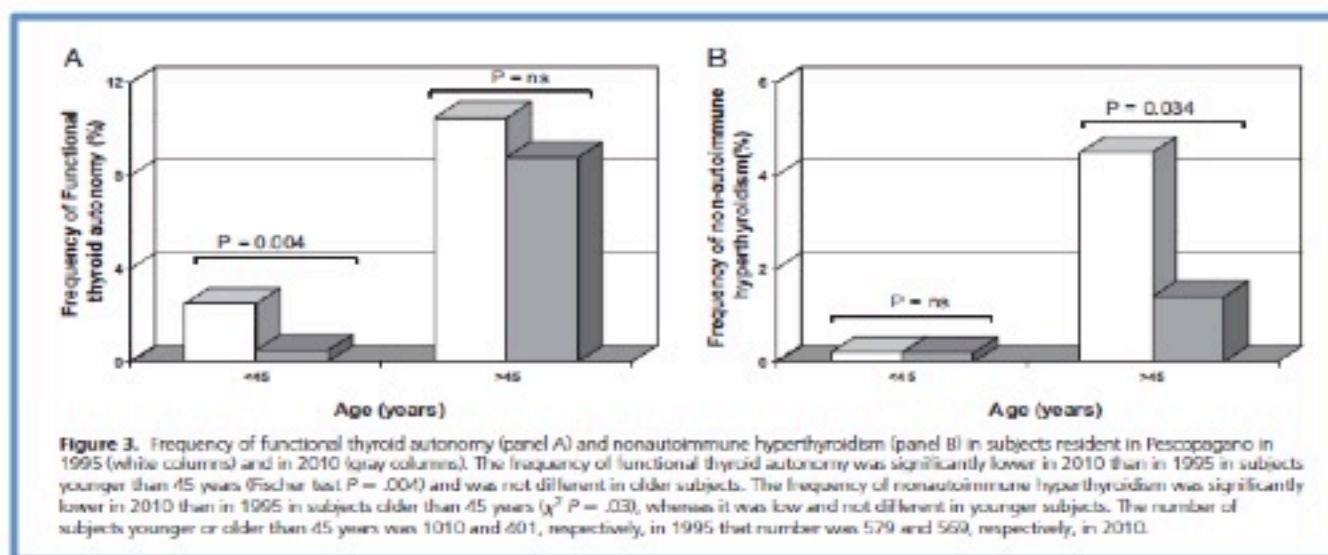 A
Frequency of Functional
thyroid autonomy (%)
12
8
4
0
P = 0.004
P = ns
<45
>45
Age (years)
B
Frequency of non-autoimmune
hyperthyroidism(%)
6
4
2
0
P = ns
P = 0.034
<45
>45
Age (years)
Figure 3. Frequency of functional thyroid autonomy (panel A) and nonautoimmune hyperthyroidism (panel B) in subjects resident in Pescopagano in
1995 (white columns) and in 2010 (gray columns). The frequency of functional thyroid autonomy was significantly lower in 2010 than in 1995 in subjects
younger than 45 years (Fischer test P = .004) and was not different in older subjects. The frequency of nonautoimmune hyperthyroidism was significantly
lower in 2010 than in 1995 in subjects older than 45 years (χ² P = .03), whereas it was low and not different in younger subjects. The number of
subjects younger or older than 45 years was 1010 and 401, respectively, in 1995 that number was 579 and 569, respectively, in 2010.